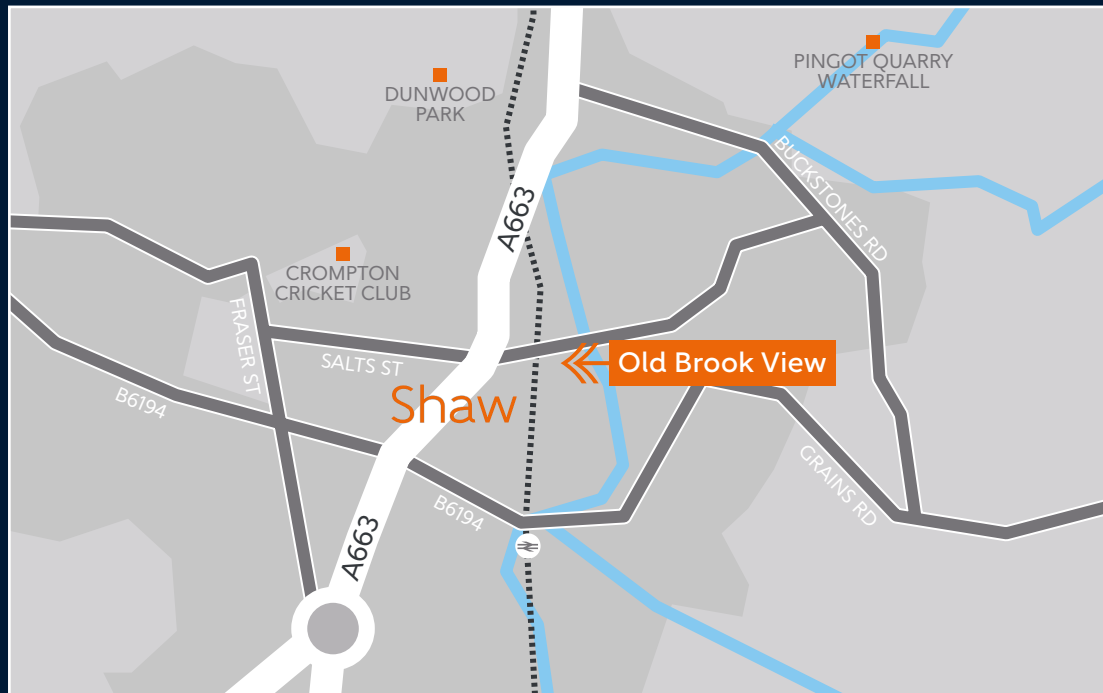 PINGOT QUARRY
WATERFALL
DUNWOOD
PARK
BUCKSTONES RD
A663
CROMPTON
CRICKET CLUB
FRASER ST
SALTS ST
Old Brook View
Shaw
B6194
GRAINS RD
B6194
A663